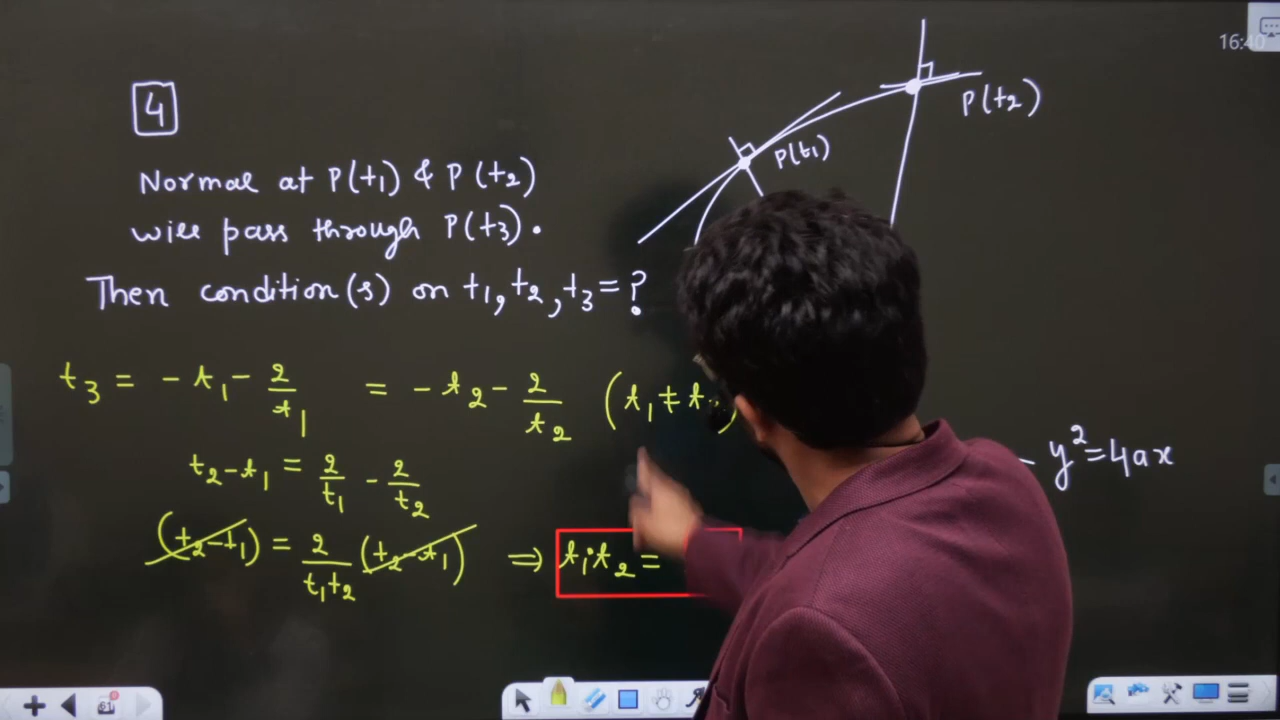 16:40
4
P(t2)
P(t1)
Normal at P(t1) & P(t2)
will pass through P(t3).
Then condition(s) on t1, t2, t3 = ?
t3 = -t1 - 2/t1 = -t2 - 2/t2 (t1 ≠ t
y² = 4ax
t2 - t1 = 2/t1 - 2/t2
(t2 - t1) = 2/t1t2 (t2 - t1) ⇒ t1t2 =
61